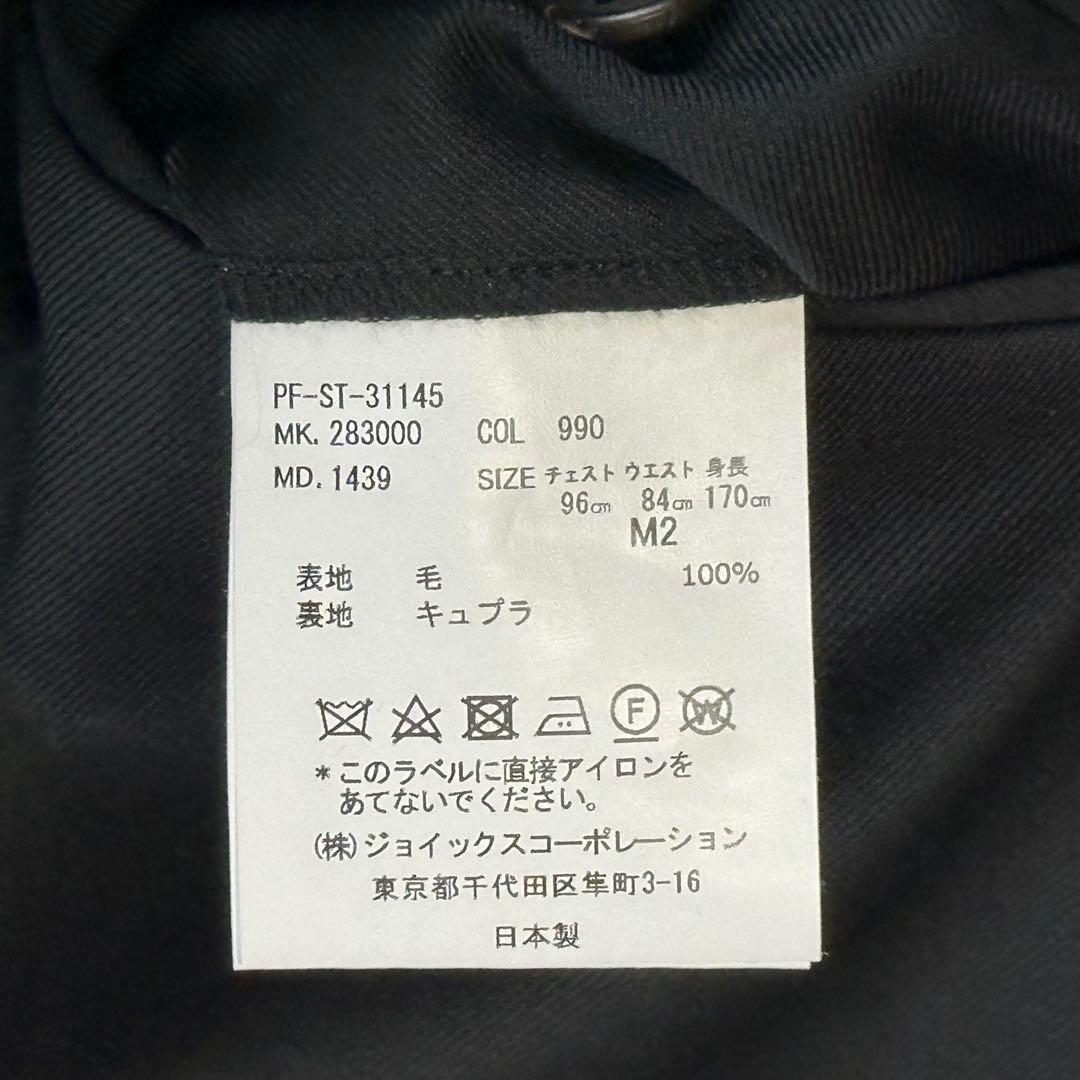 PF-ST-31145
MK. 283000 COL 990
MD. 1439 SIZE チェスト ウエスト 身長
96㎝ 84㎝ 170㎝
M2
表地 毛 100%
裏地 キュプラ
F W
*このラベルに直接アイロンを
あてないでください。
(株)ジョイックスコーポレーション
東京都千代田区隼町3-16
日本製